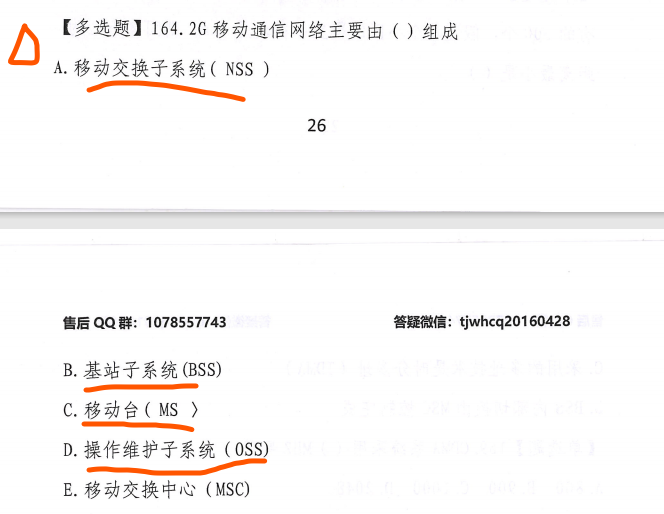 【多选题】164.2G 移动通信网络主要由（）组成
A.移动交换子系统( NSS )
26
售后 QQ 群：1078557743
答疑微信：tjwhcq20160428
B.基站子系统(BSS)
C.移动台( MS 〉
D.操作维护子系统(OSS)
E.移动交换中心(MSC)